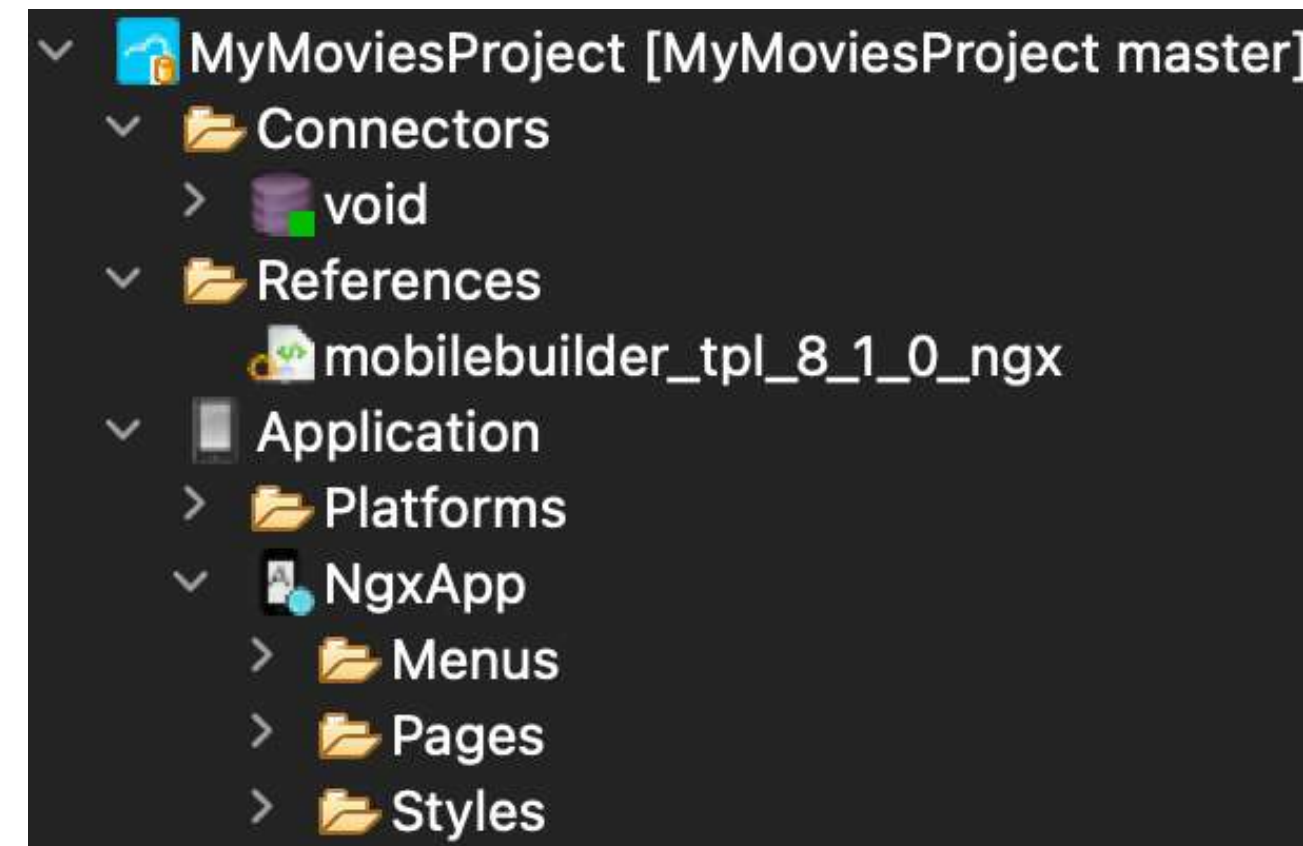 MyMoviesProject [MyMoviesProject master]
Connectors
void
References
mobilebuilder_tpl_8_1_0_ngx
Application
Platforms
NgxApp
Menus
Pages
Styles